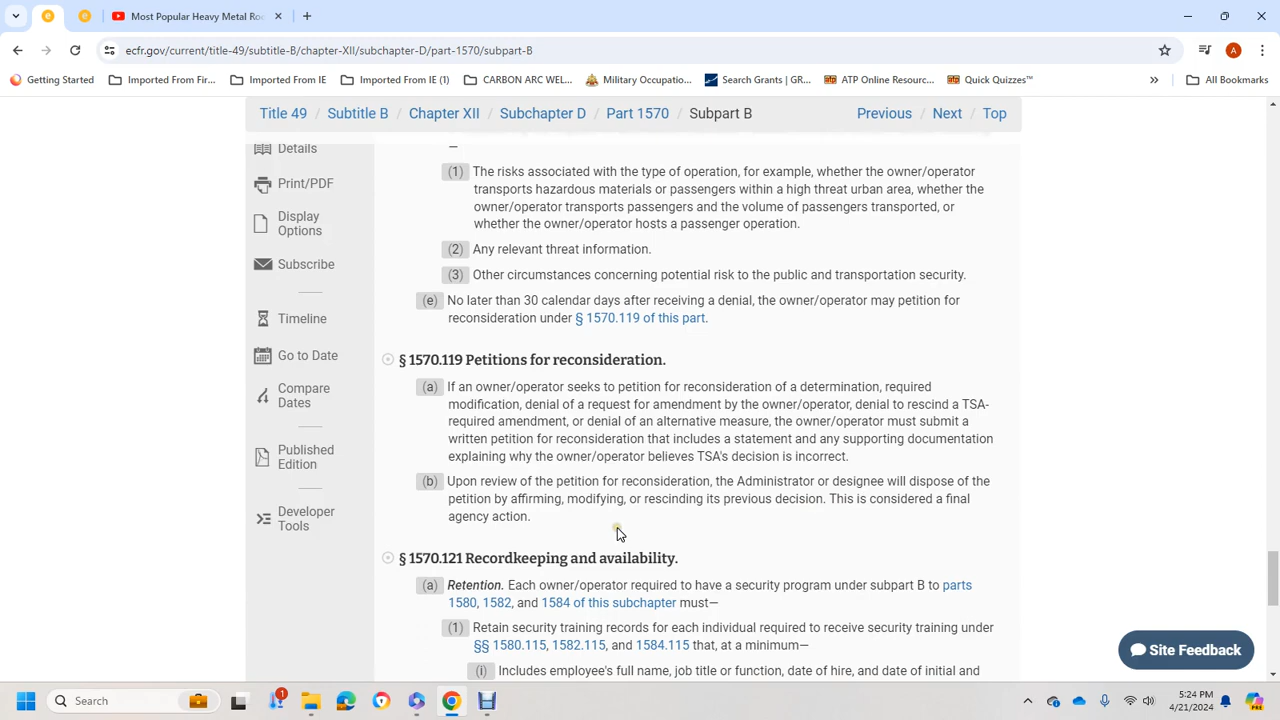 Most Popular Heavy Metal Ro
ecfr.gov/current/title-49/subtitle-B/chapter-XII/subchapter-D/part-1570/subpart-B
A
Getting Started
Imported From Fir...
Imported From IE
Imported From IE (1)
CARBON ARC WEL...
Military Occupatio...
Search Grants | GR...
ATP Online Resourc...
Quick Quizzes™
»
All Bookmarks
Title 49 / Subtitle B / Chapter XII / Subchapter D / Part 1570 / Subpart B
Previous / Next / Top
Details
Print/PDF
Display
Options
Subscribe
Timeline
Go to Date
Compare
Dates
Published
Edition
Developer
Tools
—
(1) The risks associated with the type of operation, for example, whether the owner/operator
transports hazardous materials or passengers within a high threat urban area, whether the
owner/operator transports passengers and the volume of passengers transported, or
whether the owner/operator hosts a passenger operation.
(2) Any relevant threat information.
(3) Other circumstances concerning potential risk to the public and transportation security.
(e) No later than 30 calendar days after receiving a denial, the owner/operator may petition for
reconsideration under § 1570.119 of this part.
§ 1570.119 Petitions for reconsideration.
(a) If an owner/operator seeks to petition for reconsideration of a determination, required
modification, denial of a request for amendment by the owner/operator, denial to rescind a TSA-
required amendment, or denial of an alternative measure, the owner/operator must submit a
written petition for reconsideration that includes a statement and any supporting documentation
explaining why the owner/operator believes TSA's decision is incorrect.
(b) Upon review of the petition for reconsideration, the Administrator or designee will dispose of the
petition by affirming, modifying, or rescinding its previous decision. This is considered a final
agency action.
§ 1570.121 Recordkeeping and availability.
(a) Retention. Each owner/operator required to have a security program under subpart B to parts
1580, 1582, and 1584 of this subchapter must—
(1) Retain security training records for each individual required to receive security training under
§§ 1580.115, 1582.115, and 1584.115 that, at a minimum—
(i) Includes employee's full name, job title or function, date of hire, and date of initial and
Site Feedback
Search
1
5:24 PM
4/21/2024